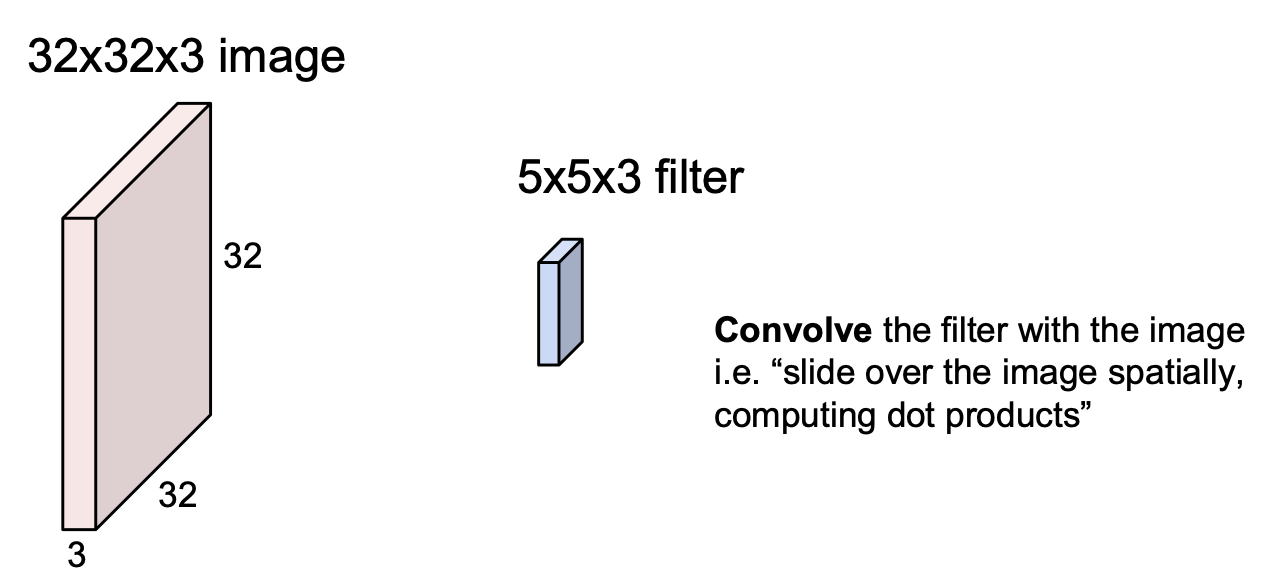 32x32x3 image
5x5x3 filter
32
Convolve the filter with the image
i.e. “slide over the image spatially,
computing dot products”
32
3